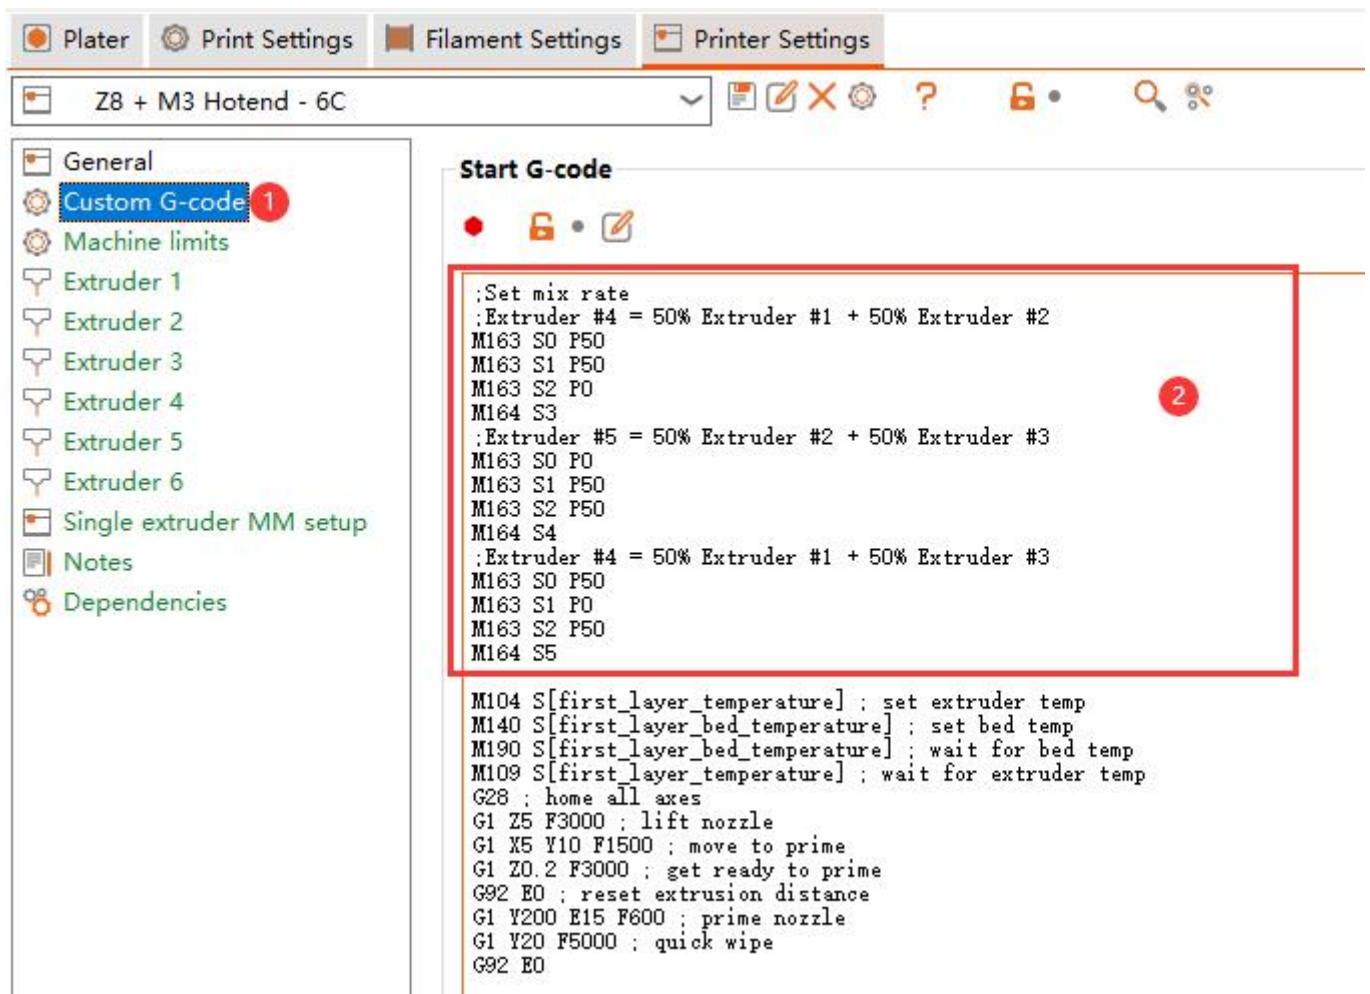 Plater Print Settings Filament Settings Printer Settings
Z8 + M3 Hotend - 6C ?
General
Custom G-code 1
Machine limits
Extruder 1
Extruder 2
Extruder 3
Extruder 4
Extruder 5
Extruder 6
Single extruder MM setup
Notes
Dependencies
Start G-code
;Set mix rate
;Extruder #4 = 50% Extruder #1 + 50% Extruder #2
M163 S0 P50
M163 S1 P50
M163 S2 P0
M164 S3
2
;Extruder #5 = 50% Extruder #2 + 50% Extruder #3
M163 S0 P0
M163 S1 P50
M163 S2 P50
M164 S4
;Extruder #4 = 50% Extruder #1 + 50% Extruder #3
M163 S0 P50
M163 S1 P0
M163 S2 P50
M164 S5
M104 S[first_layer_temperature] ; set extruder temp
M140 S[first_layer_bed_temperature] ; set bed temp
M190 S[first_layer_bed_temperature] ; wait for bed temp
M109 S[first_layer_temperature] ; wait for extruder temp
G28 ; home all axes
G1 Z5 F3000 ; lift nozzle
G1 X5 Y10 F1500 ; move to prime
G1 Z0.2 F3000 ; get ready to prime
G92 E0 ; reset extrusion distance
G1 Y200 E15 F600 ; prime nozzle
G1 Y20 F5000 ; quick wipe
G92 E0